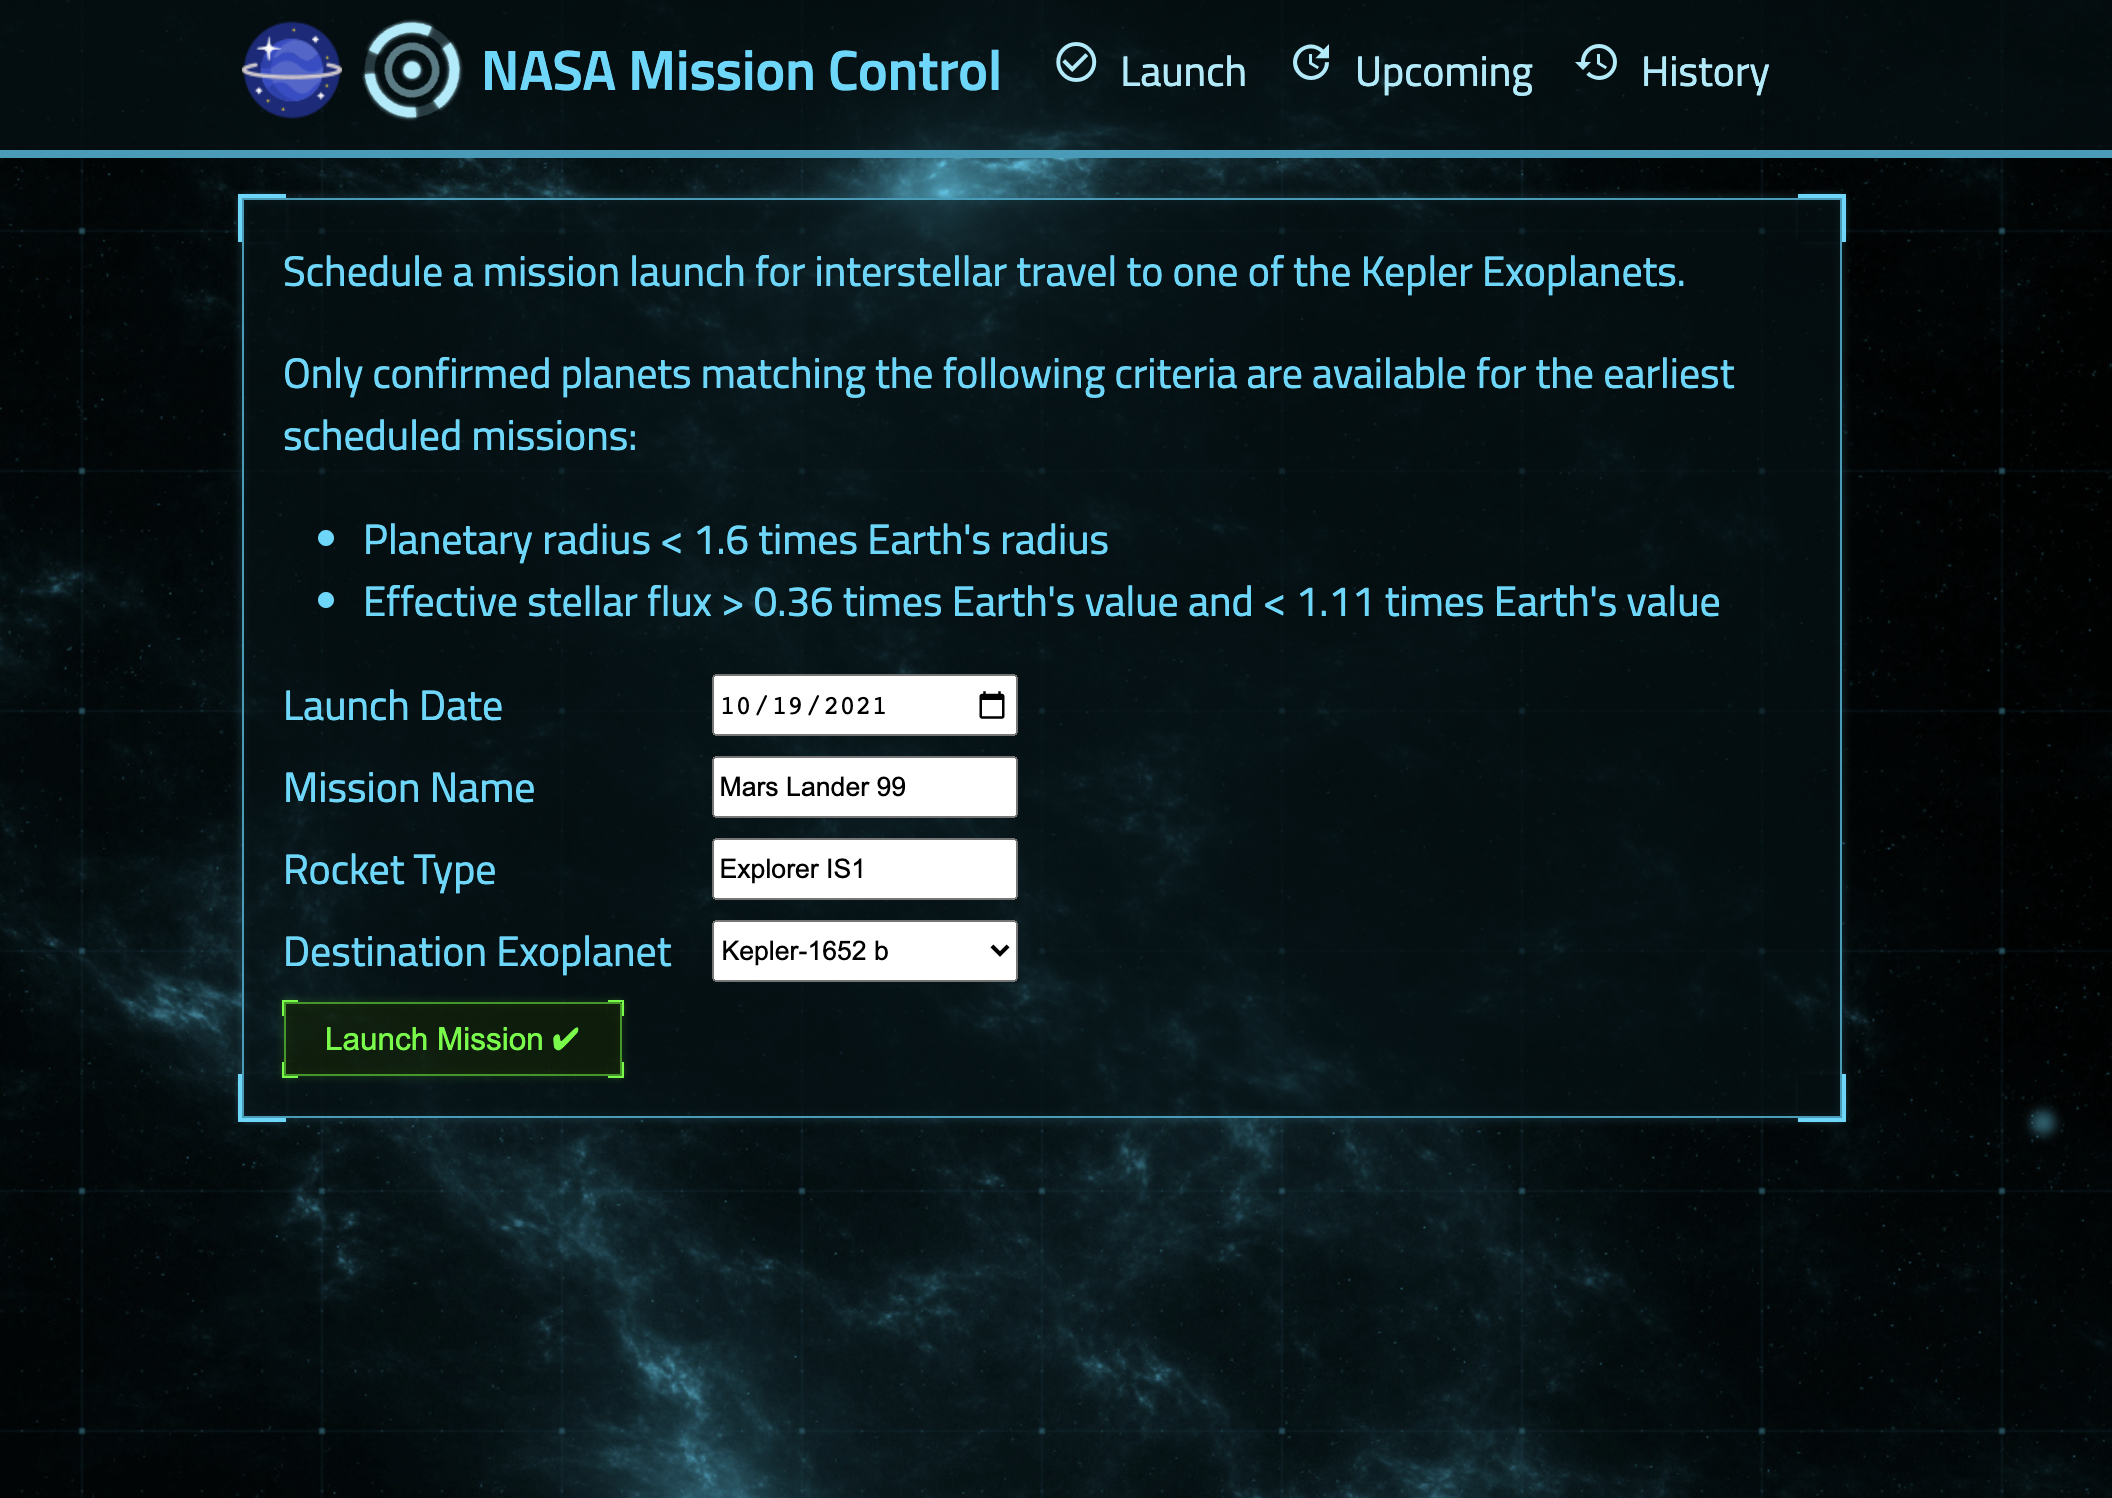 NASA Mission Control
Launch
Upcoming
History
Schedule a mission launch for interstellar travel to one of the Kepler Exoplanets.
Only confirmed planets matching the following criteria are available for the earliest
scheduled missions:
• Planetary radius < 1.6 times Earth's radius
• Effective stellar flux > 0.36 times Earth's value and < 1.11 times Earth's value
Launch Date 10/19/2021
Mission Name Mars Lander 99
Rocket Type Explorer IS1
Destination Exoplanet Kepler-1652 b
Launch Mission ✔